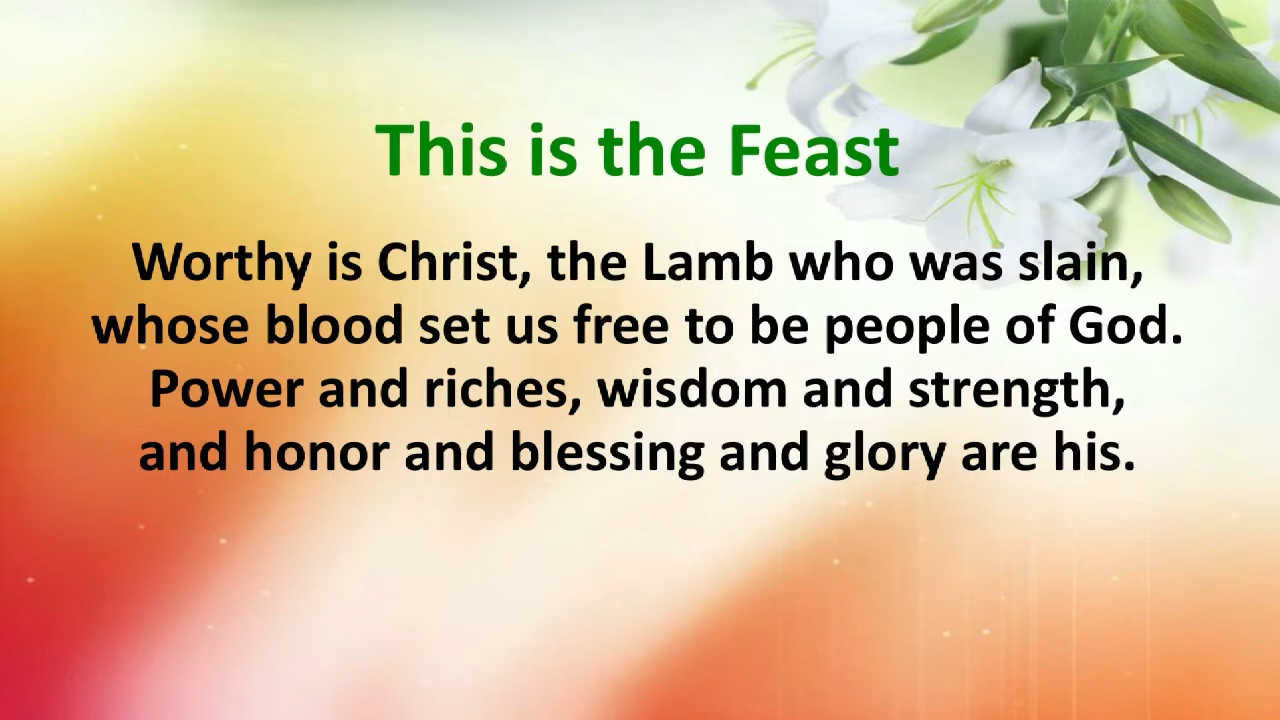 This is the Feast
Worthy is Christ, the Lamb who was slain,
whose blood set us free to be people of God.
Power and riches, wisdom and strength,
and honor and blessing and glory are his.